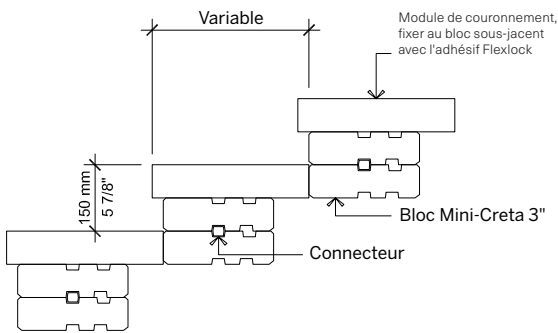 Variable
Module de couronnement,
fixer au bloc sous-jacent
avec l'adhésif Flexlock
150 mm
5 7/8"
Bloc Mini-Creta 3"
Connecteur